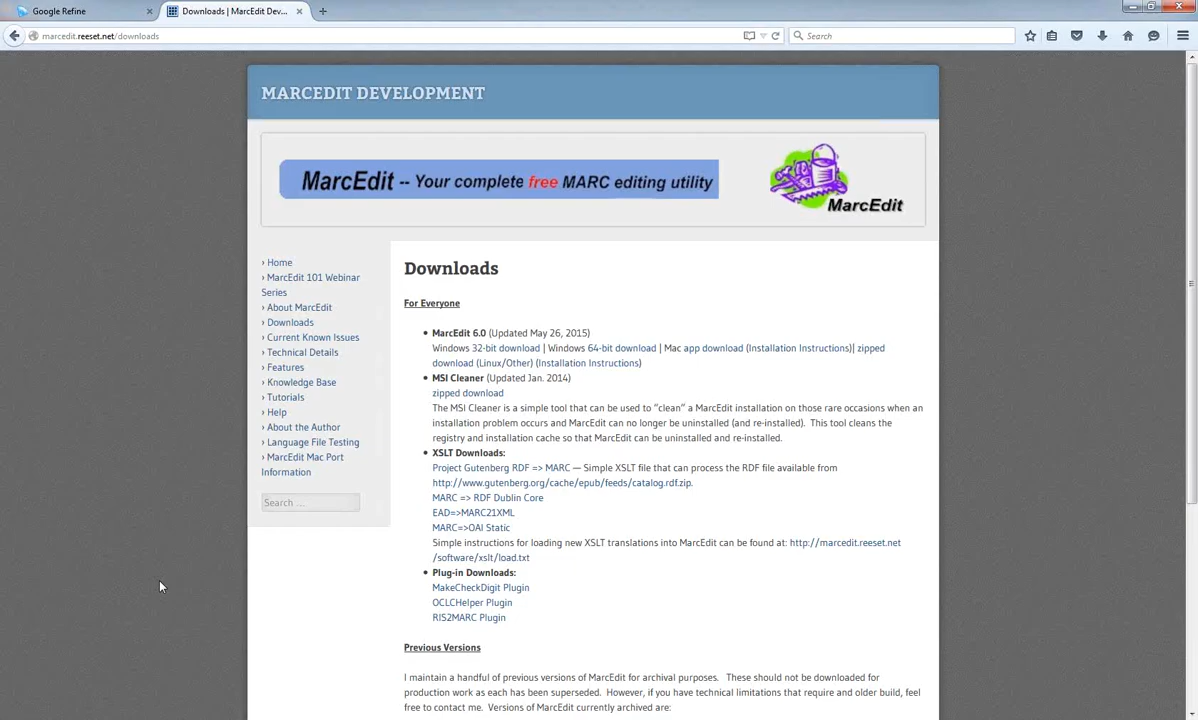 Google Refine
Downloads | MarcEdit Dev...
marcedit.reeset.net/downloads
Search
MARCEDIT DEVELOPMENT
MarcEdit -- Your complete free MARC editing utility
MarcEdit
› Home
› MarcEdit 101 Webinar
Series
› About MarcEdit
› Downloads
› Current Known Issues
› Technical Details
› Features
› Knowledge Base
› Tutorials
› Help
› About the Author
› Language File Testing
› MarcEdit Mac Port
Information
Search ...
Downloads
For Everyone
• MarcEdit 6.0 (Updated May 26, 2015)
Windows 32-bit download | Windows 64-bit download | Mac app download (Installation Instructions)| zipped
download (Linux/Other) (Installation Instructions)
• MSI Cleaner (Updated Jan. 2014)
zipped download
The MSI Cleaner is a simple tool that can be used to “clean” a MarcEdit installation on those rare occasions when an
installation problem occurs and MarcEdit can no longer be uninstalled (and re-installed). This tool cleans the
registry and installation cache so that MarcEdit can be uninstalled and re-installed.
• XSLT Downloads:
Project Gutenberg RDF => MARC — Simple XSLT file that can process the RDF file available from
http://www.gutenberg.org/cache/epub/feeds/catalog.rdf.zip.
MARC => RDF Dublin Core
EAD=>MARC21XML
MARC=>OAI Static
Simple instructions for loading new XSLT translations into MarcEdit can be found at: http://marcedit.reeset.net
/software/xslt/load.txt
• Plug-in Downloads:
MakeCheckDigit Plugin
OCLCHelper Plugin
RIS2MARC Plugin
Previous Versions
I maintain a handful of previous versions of MarcEdit for archival purposes. These should not be downloaded for
production work as each has been superseded. However, if you have technical limitations that require and older build, feel
free to contact me. Versions of MarcEdit currently archived are: